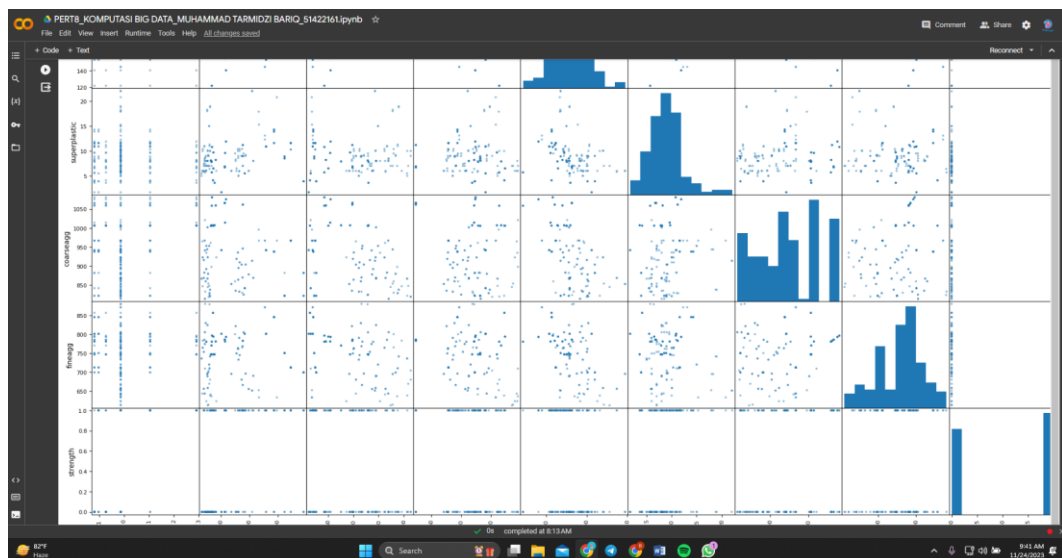 PERT8_KOMPUTASI BIG DATA_MUHAMMAD TARMIDZI BARIQ_51422161.ipynb
Comment
Share
File Edit View Insert Runtime Tools Help All changes saved
+ Code + Text
Reconnect
140
120
20
15
10
5
superplastic
1050
1000
950
900
850
coarseagg
850
800
750
700
650
fineagg
1.0
0.8
0.6
0.4
0.2
0.0
strength
0s completed at 8:13 AM
82°F
Haze
Search
9:41 AM
11/24/2023